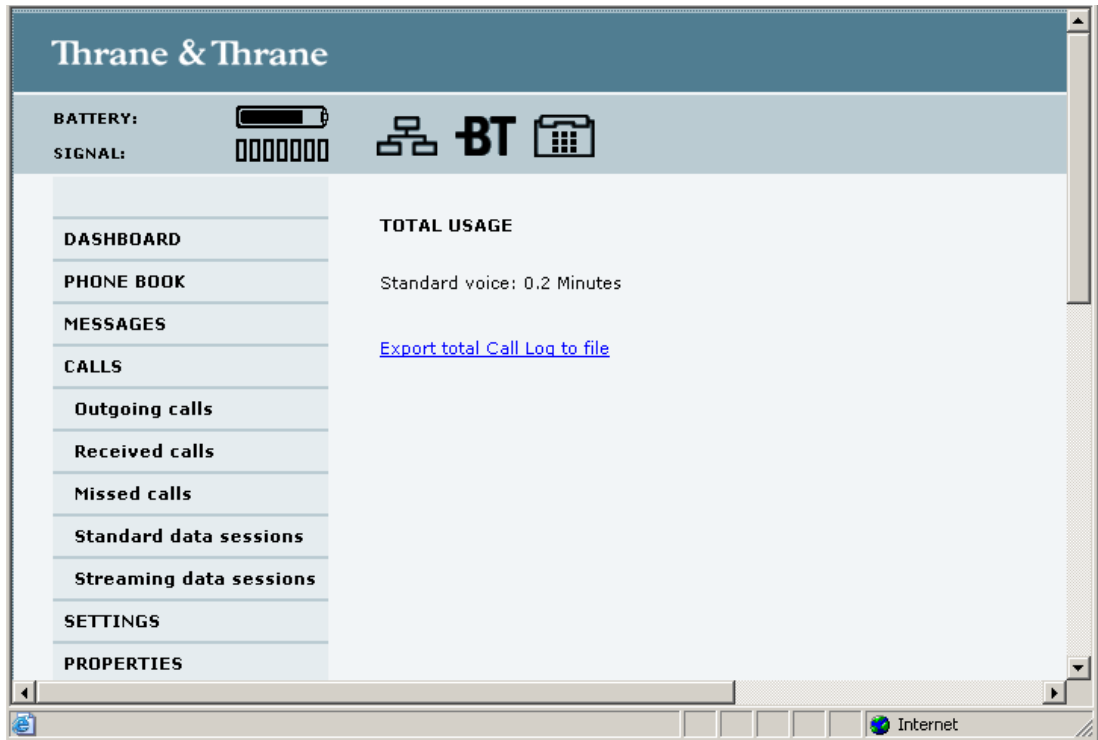 Thrane & Thrane
BATTERY:
SIGNAL:
BT
DASHBOARD
PHONE BOOK
MESSAGES
CALLS
Outgoing calls
Received calls
Missed calls
Standard data sessions
Streaming data sessions
SETTINGS
PROPERTIES
TOTAL USAGE
Standard voice: 0.2 Minutes
Export total Call Log to file
Internet